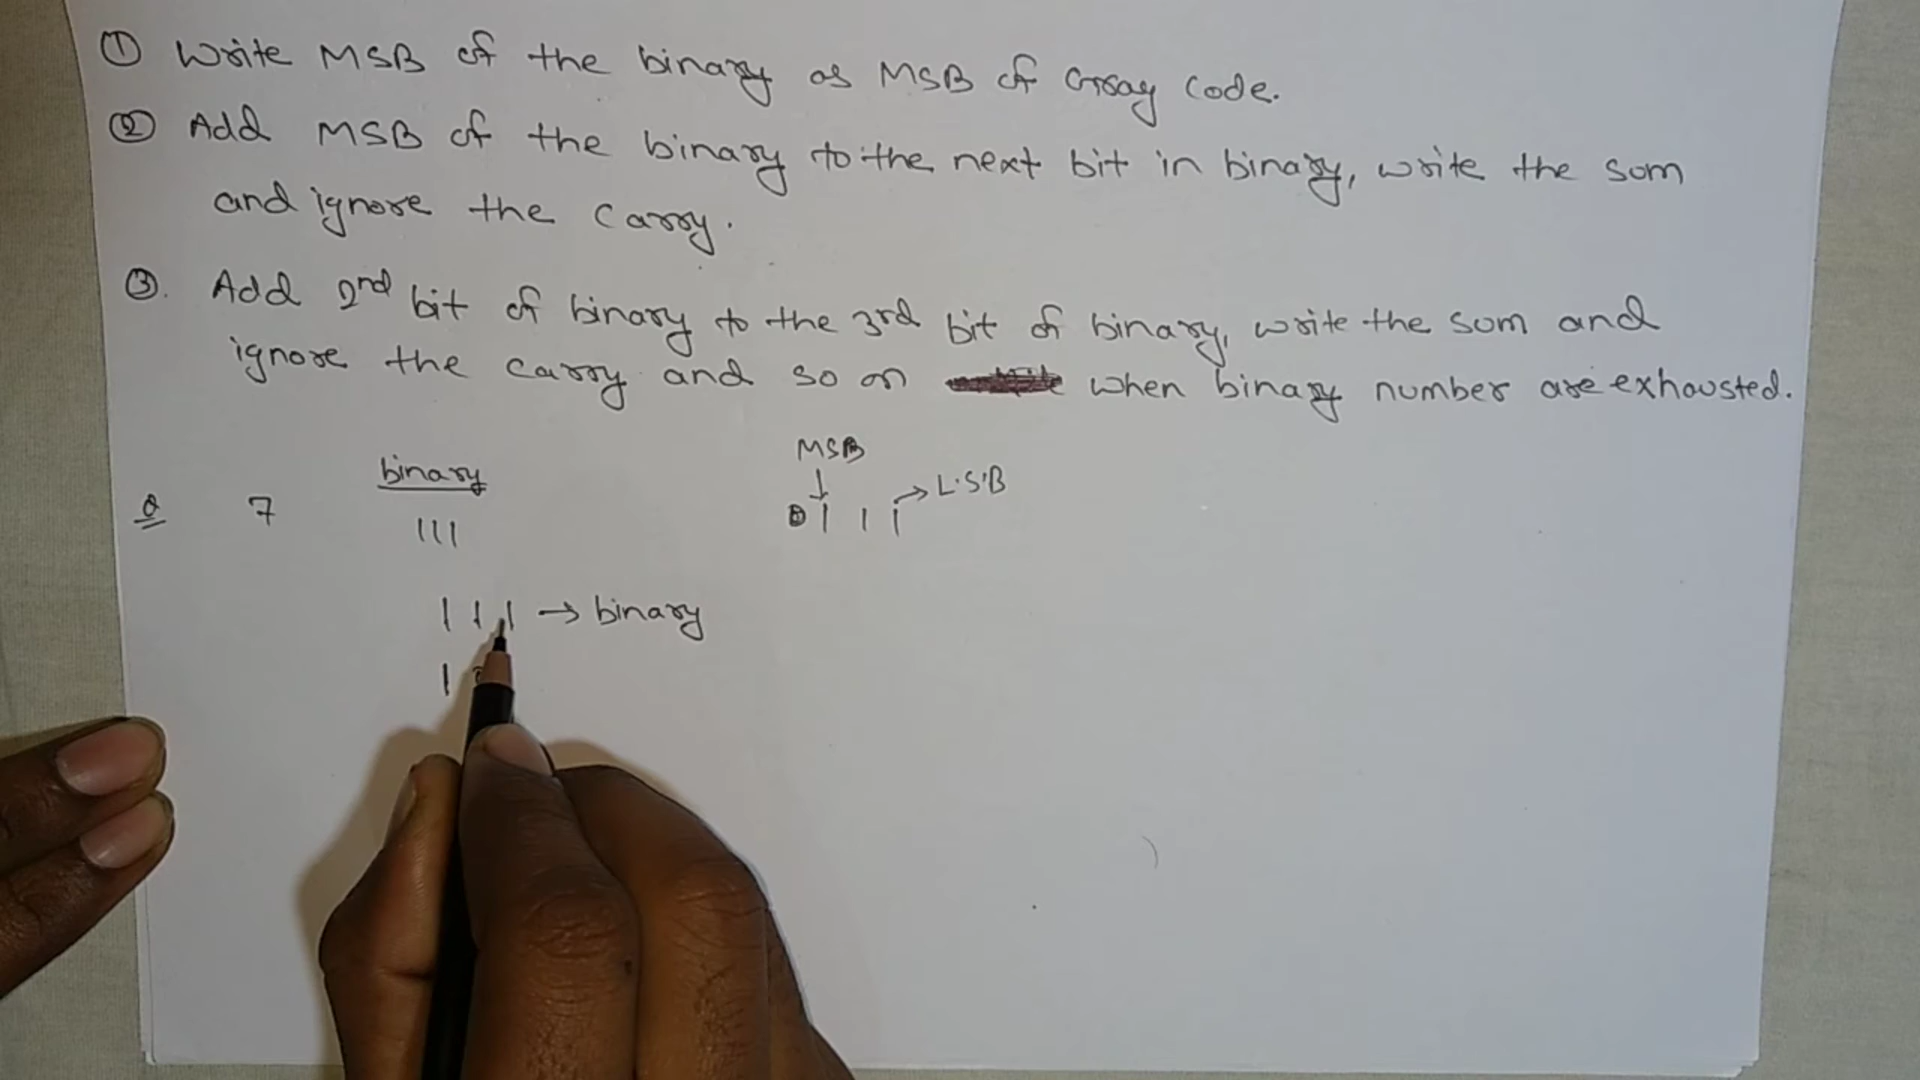 ① Write MSB of the binary as MSB of Gray Code.
② Add MSB of the binary to the next bit in binary, write the sum
and ignore the carry.
③. Add 2nd bit of binary to the 3rd bit of binary, write the sum and
ignore the carry and so on when binary number are exhausted.
MSB
binary
L.S.B
Q 7
111
0 1 1 1
1 1 1 → binary
1